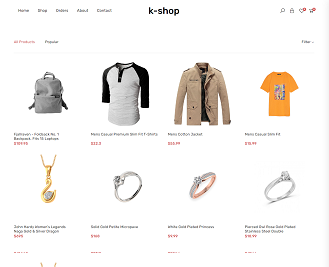 Home Shop Orders About Contact
k-shop
All Products Popular
Filter
Fjallraven - Foldsack No. 1
Backpack, Fits 15 Laptops
$109.95
Mens Casual Premium Slim Fit T-Shirts
$22.3
Mens Cotton Jacket
$55.99
Mens Casual Slim Fit
$15.99
John Hardy Women's Legends
Naga Gold & Silver Dragon
$695
Solid Gold Petite Micropave
$168
White Gold Plated Princess
$9.99
Pierced Owl Rose Gold Plated
Stainless Steel Double
$10.99